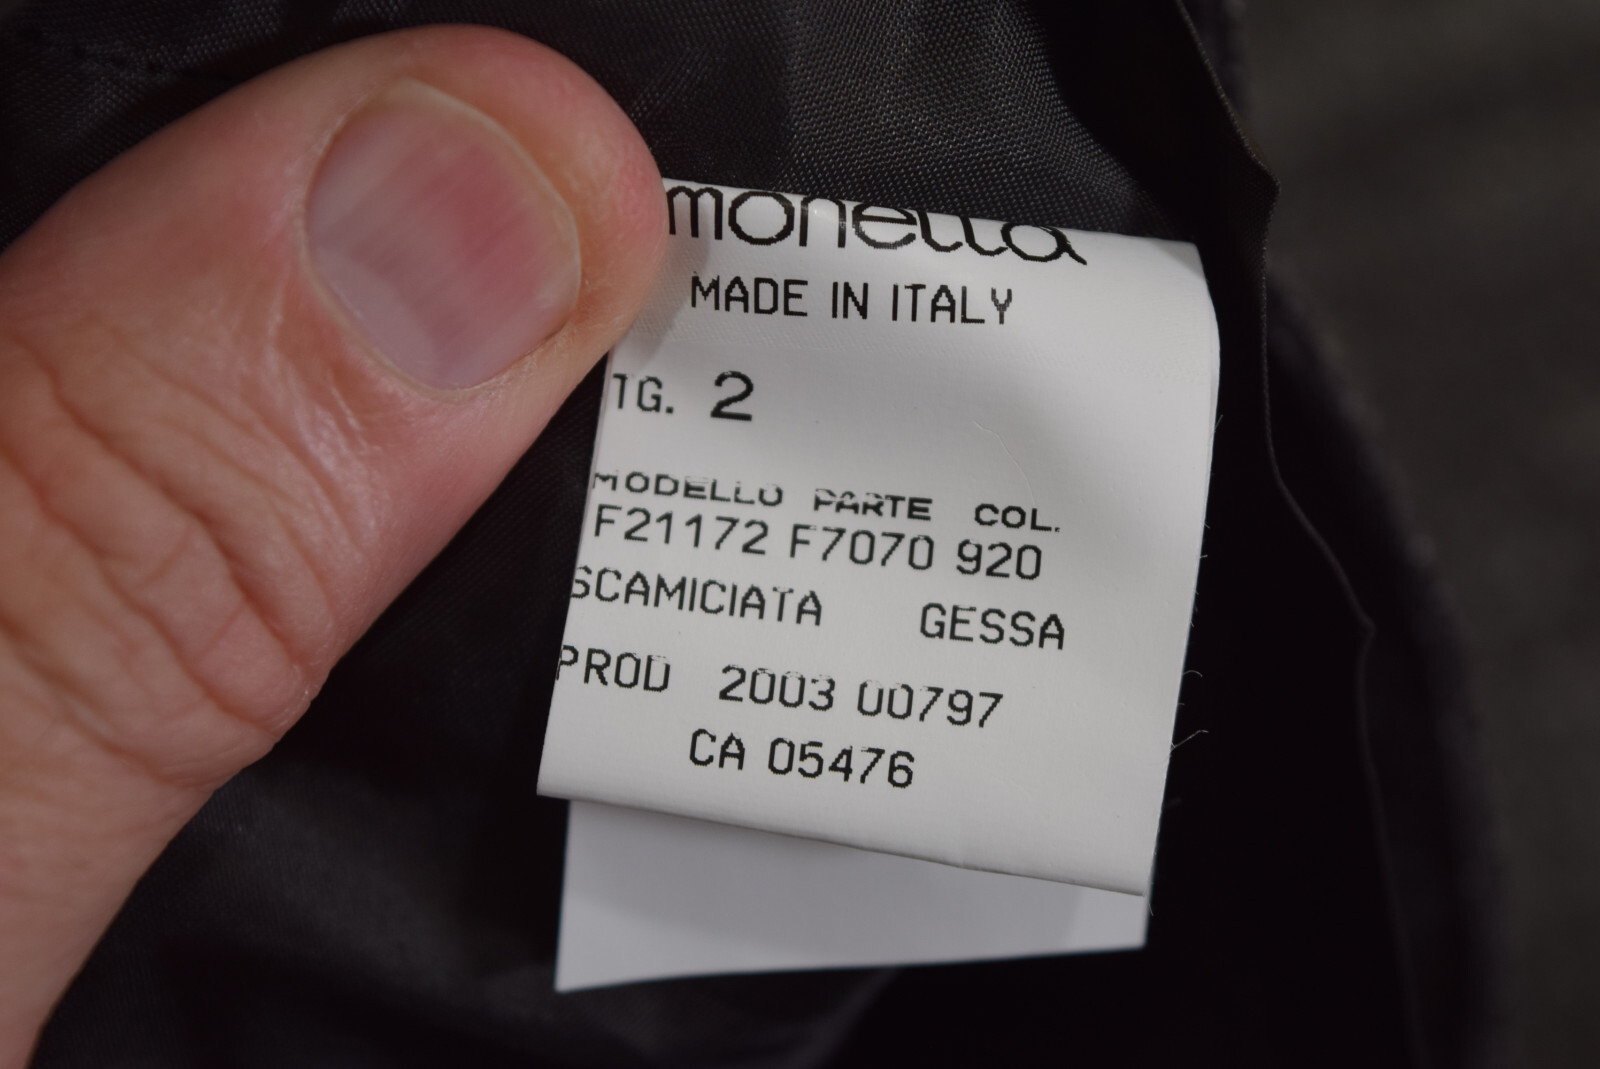 monella
MADE IN ITALY
TG. 2
MODELLO PARTE COL.
F21172 F7070 920
SCAMICIATA GESSA
PROD 2003 00797
CA 05476